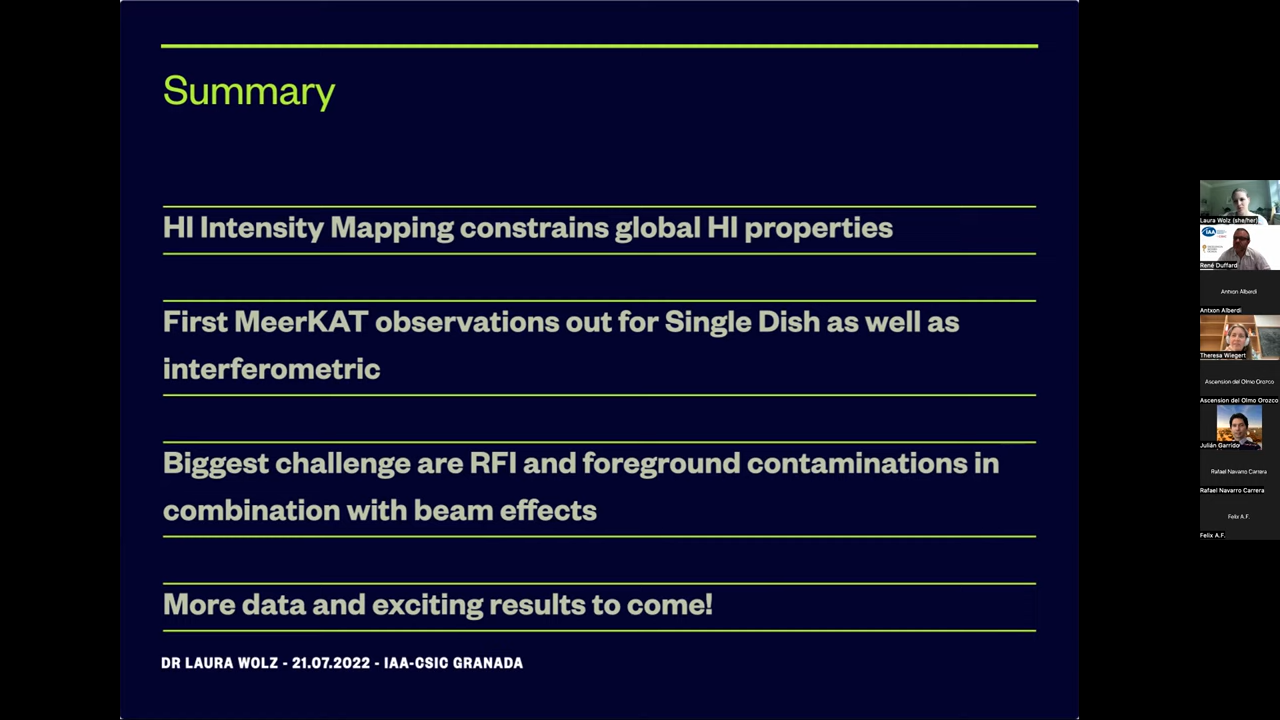 Summary
HI Intensity Mapping constrains global HI properties
First MeerKAT observations out for Single Dish as well as
interferometric
Biggest challenge are RFI and foreground contaminations in
combination with beam effects
More data and exciting results to come!
DR LAURA WOLZ - 21.07.2022 - IAA-CSIC GRANADA
Laura Wolz (she/her)
IAA
René Duffard
Antxon Alberdi
Antxon Alberdi
Theresa Wiegert
Ascension del Olmo Orozco
Ascension del Olmo Orozco
Julián Garrido
Rafael Navarro Carrera
Rafael Navarro Carrera
Felix A.F.
Felix A.F.